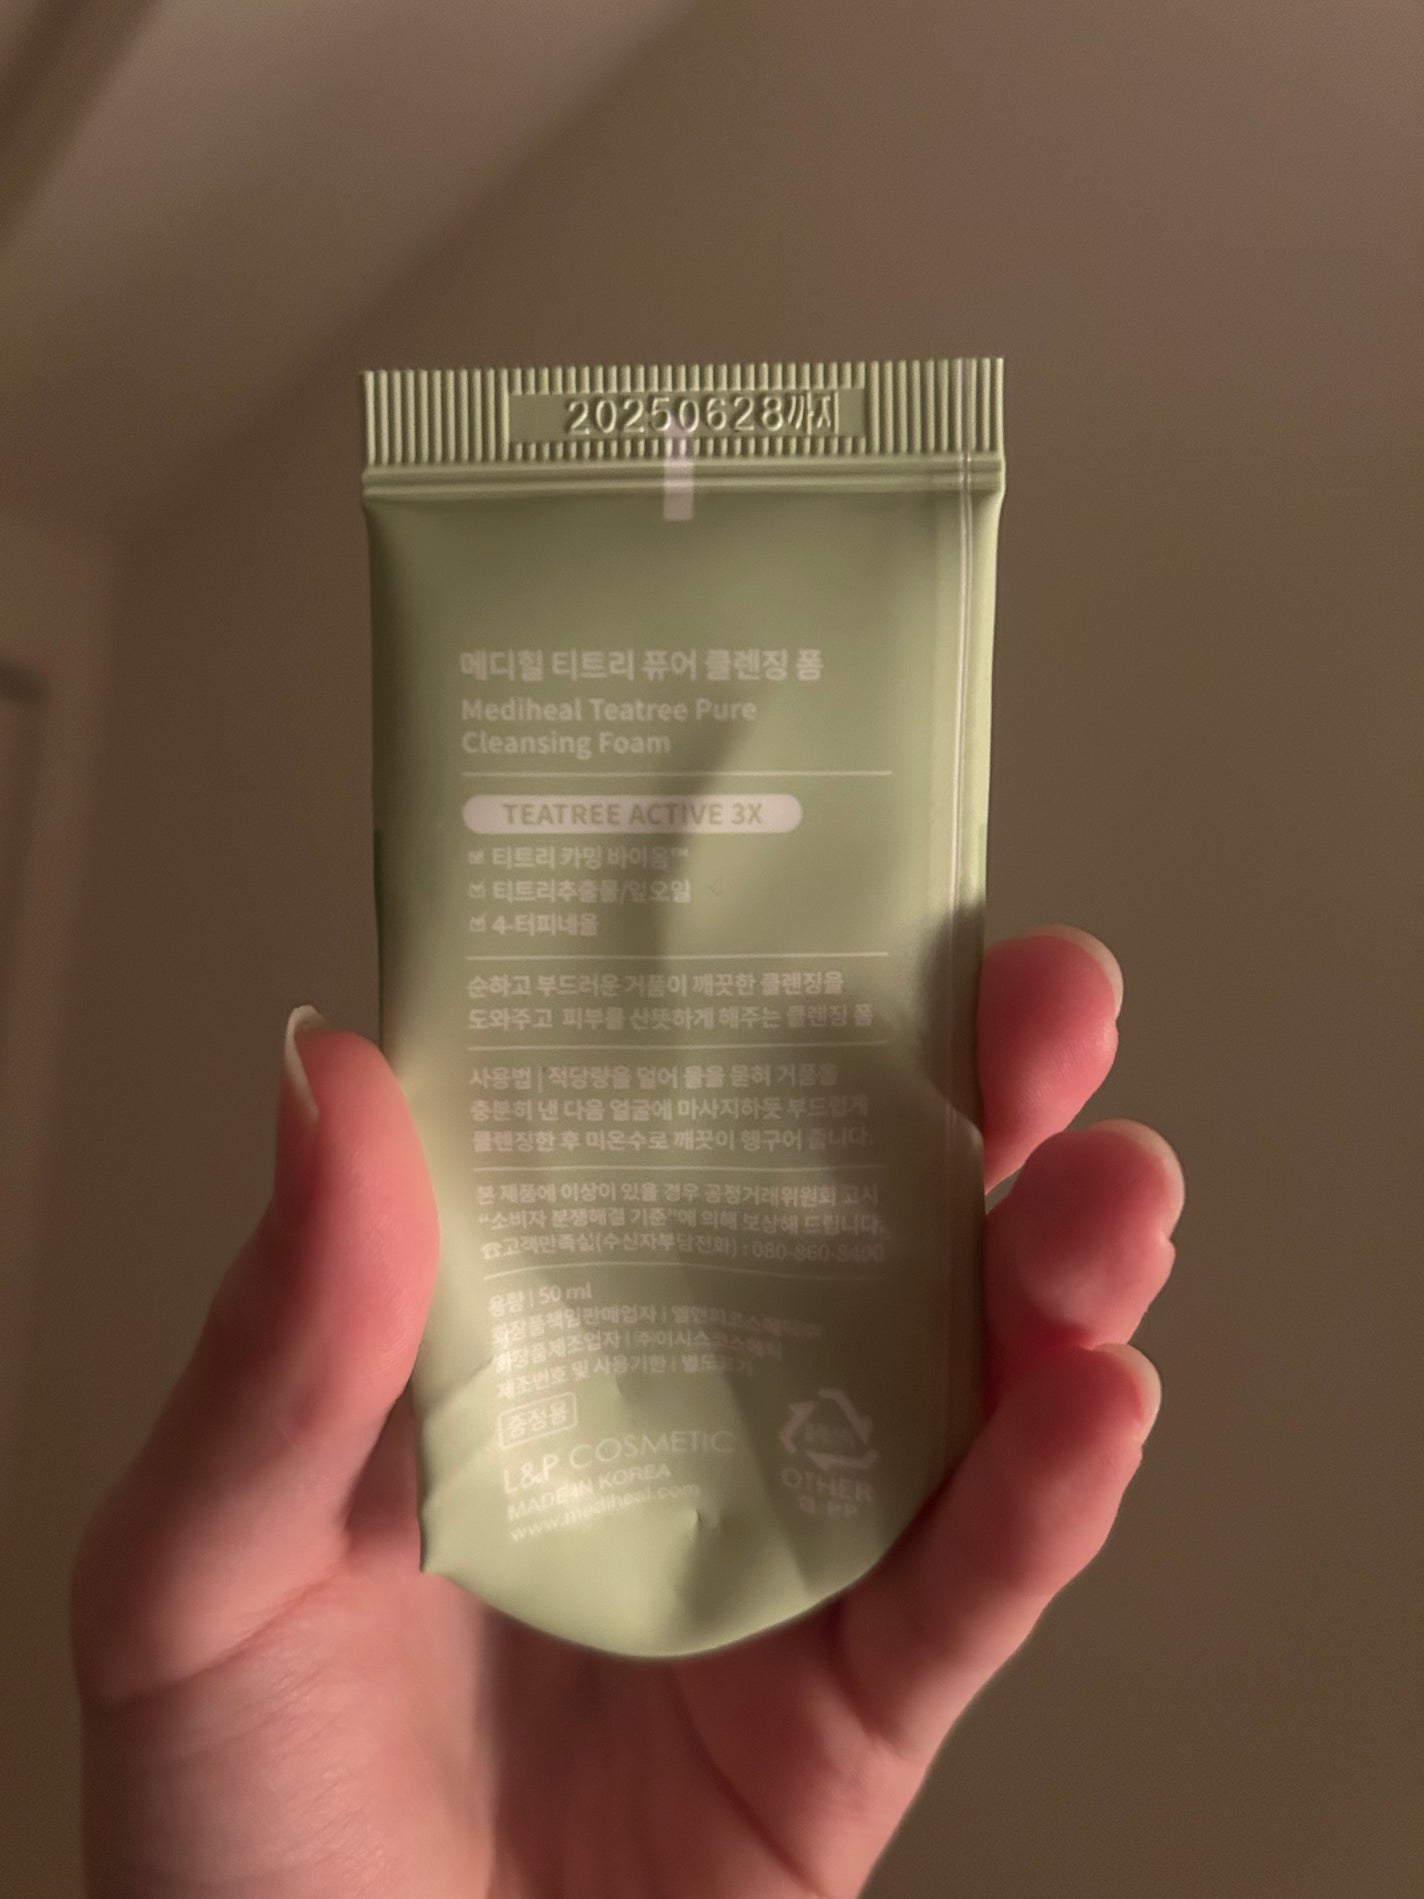 20250628까지
메디힐 티트리 퓨어 클렌징 폼
Mediheal Teatree Pure
Cleansing Foam
TEATREE ACTIVE 3X
☑ 티트리 카밍 바이옴™
☑ 티트리추출물/잎오일
☑ 4-터피네올
순하고 부드러운 거품이 깨끗한 클렌징을
도와주고 피부를 산뜻하게 해주는 클렌징 폼
사용법 | 적당량을 덜어 물을 묻혀 거품을
충분히 낸 다음 얼굴에 마사지하듯 부드럽게
클렌징한 후 미온수로 깨끗이 헹구어 줍니다.
본 제품에 이상이 있을 경우 공정거래위원회 고시
“소비자 분쟁해결 기준”에 의해 보상해 드립니다.
☎고객만족실(수신자부담전화) : 080-860-8400
용량 | 50 ml
화장품책임판매업자 |
화장품제조업자 |
제조번호 및 사용기한 | 별도표기
증정용
L&P COSMETIC
MADE IN KOREA
www.mediheal.com
OTHER